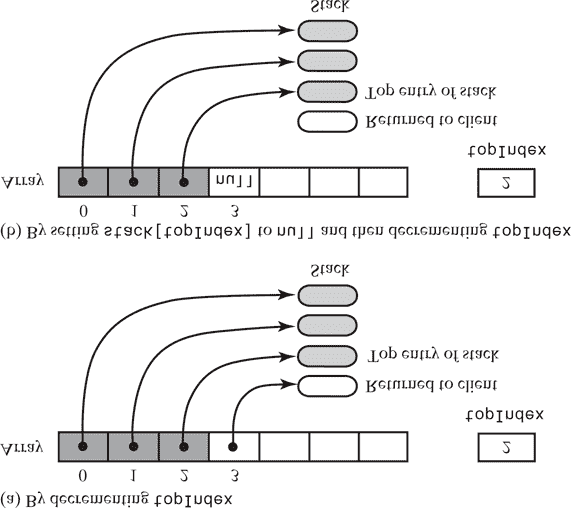 (a) By decrementing topIndex
0 1 2 3
Array
2
topIndex
Returned to client
Top entry of stack
Stack
(b) By setting stack[topIndex] to null and then decrementing topIndex
0 1 2 3
Array
null
2
topIndex
Returned to client
Top entry of stack
Stack